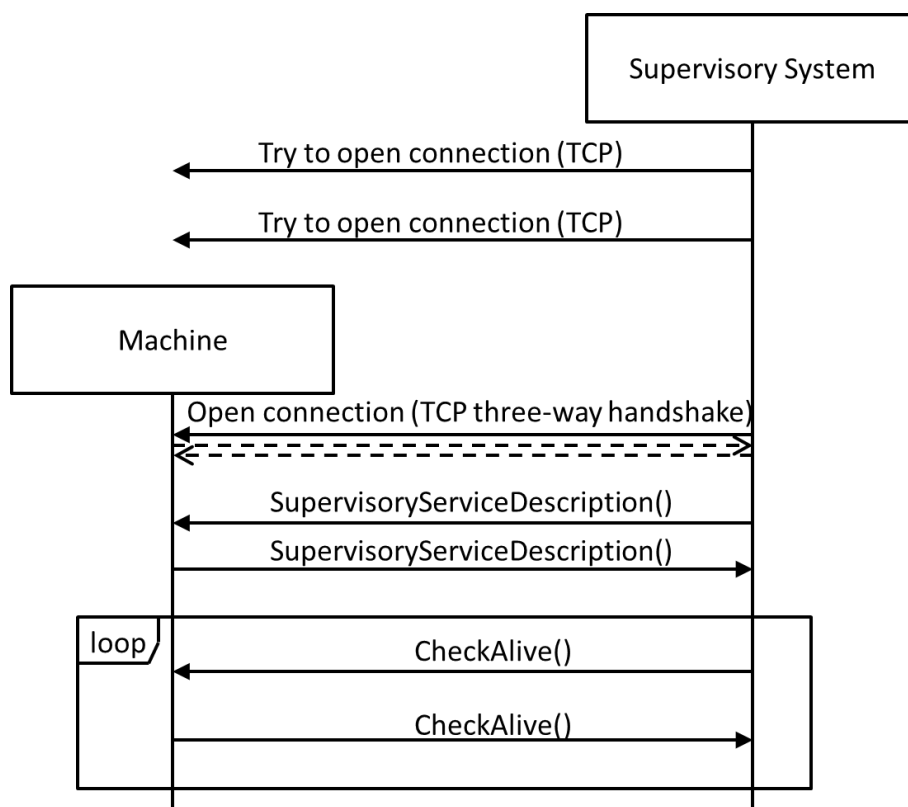 Supervisory System
Try to open connection (TCP)
Try to open connection (TCP)
Machine
Open connection (TCP three-way handshake)
SupervisoryServiceDescription()
SupervisoryServiceDescription()
loop
CheckAlive()
CheckAlive()